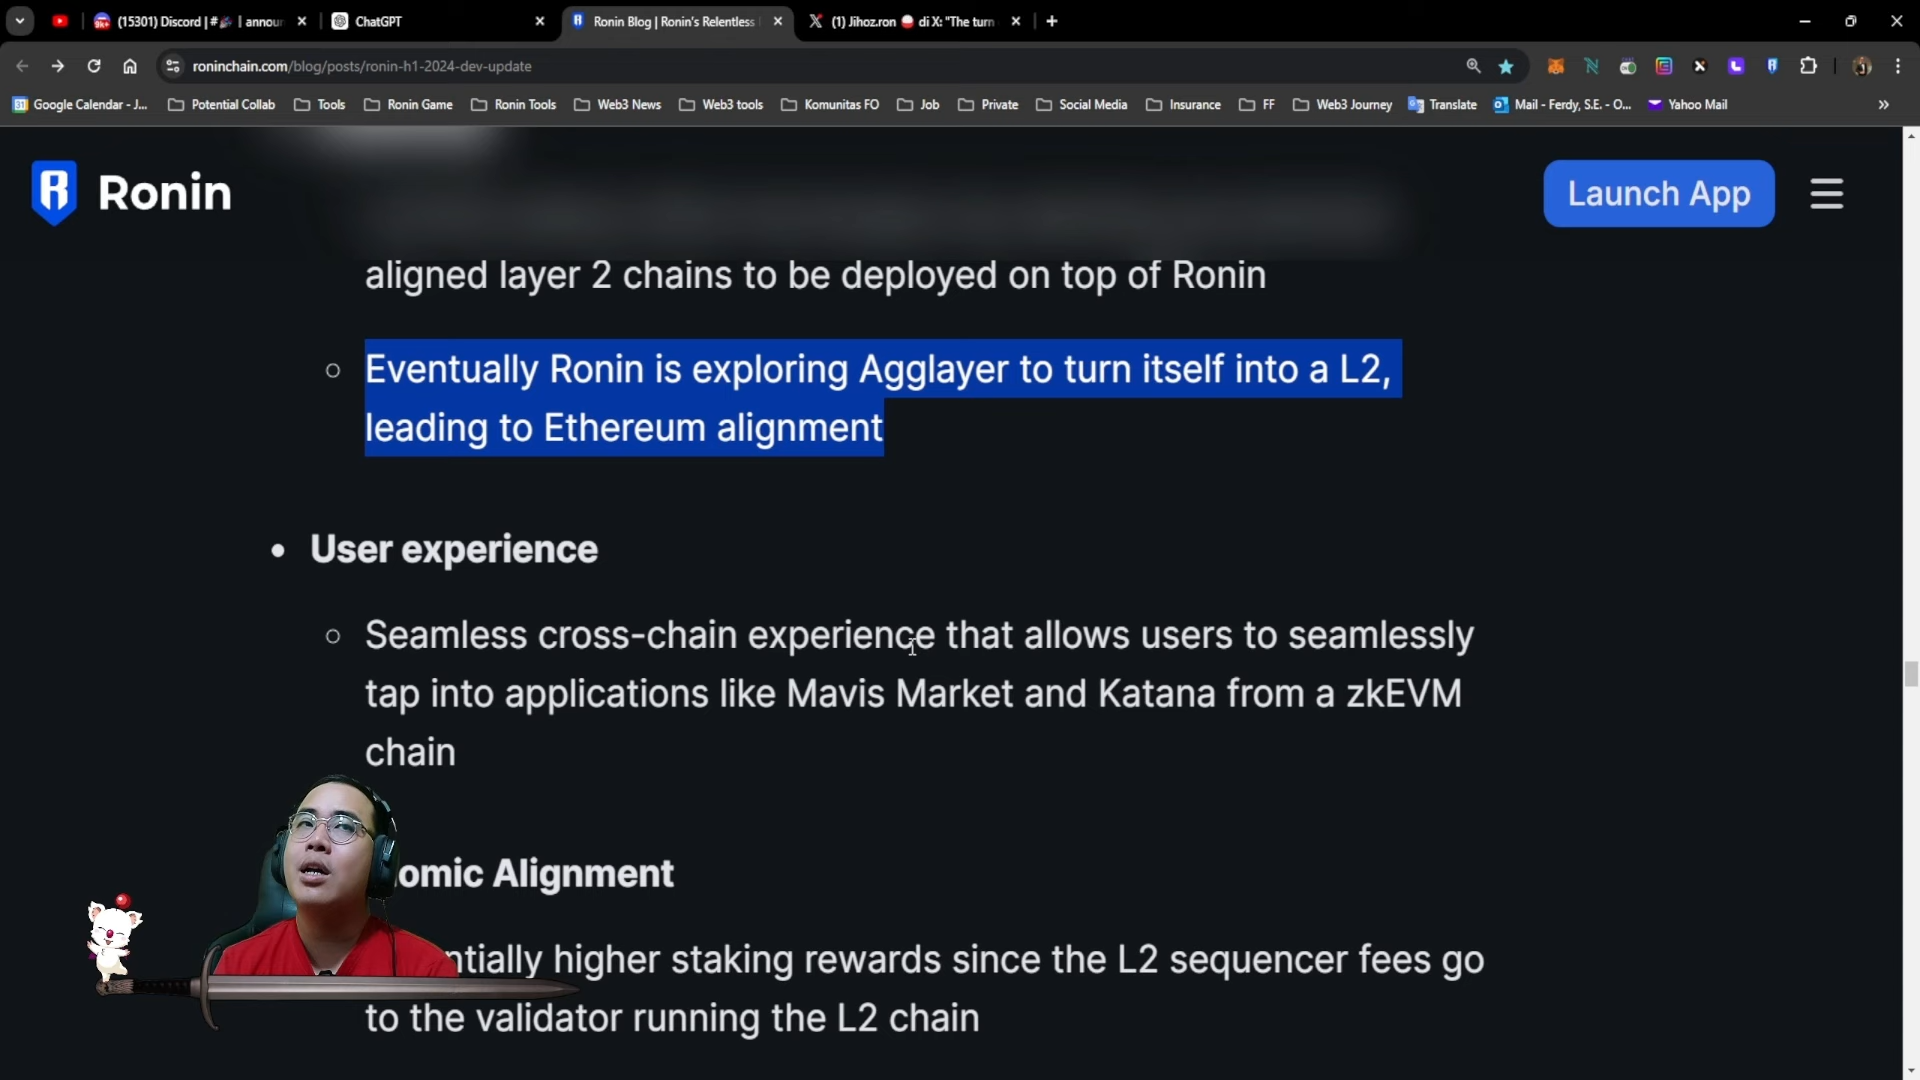 (15301) Discord | # | annour
ChatGPT
Ronin Blog | Ronin's Relentless
(1) Jihoz.ron di X: "The turn
roninchain.com/blog/posts/ronin-h1-2024-dev-update
Google Calendar - J...
Potential Collab
Tools
Ronin Game
Ronin Tools
Web3 News
Web3 tools
Komunitas FO
Job
Private
Social Media
Insurance
FF
Web3 Journey
Translate
Mail - Ferdy, S.E. - O...
Yahoo Mail
Ronin
Launch App
aligned layer 2 chains to be deployed on top of Ronin
Eventually Ronin is exploring Agglayer to turn itself into a L2,
leading to Ethereum alignment
User experience
Seamless cross-chain experience that allows users to seamlessly
tap into applications like Mavis Market and Katana from a zkEVM
chain
omic Alignment
ntially higher staking rewards since the L2 sequencer fees go
to the validator running the L2 chain